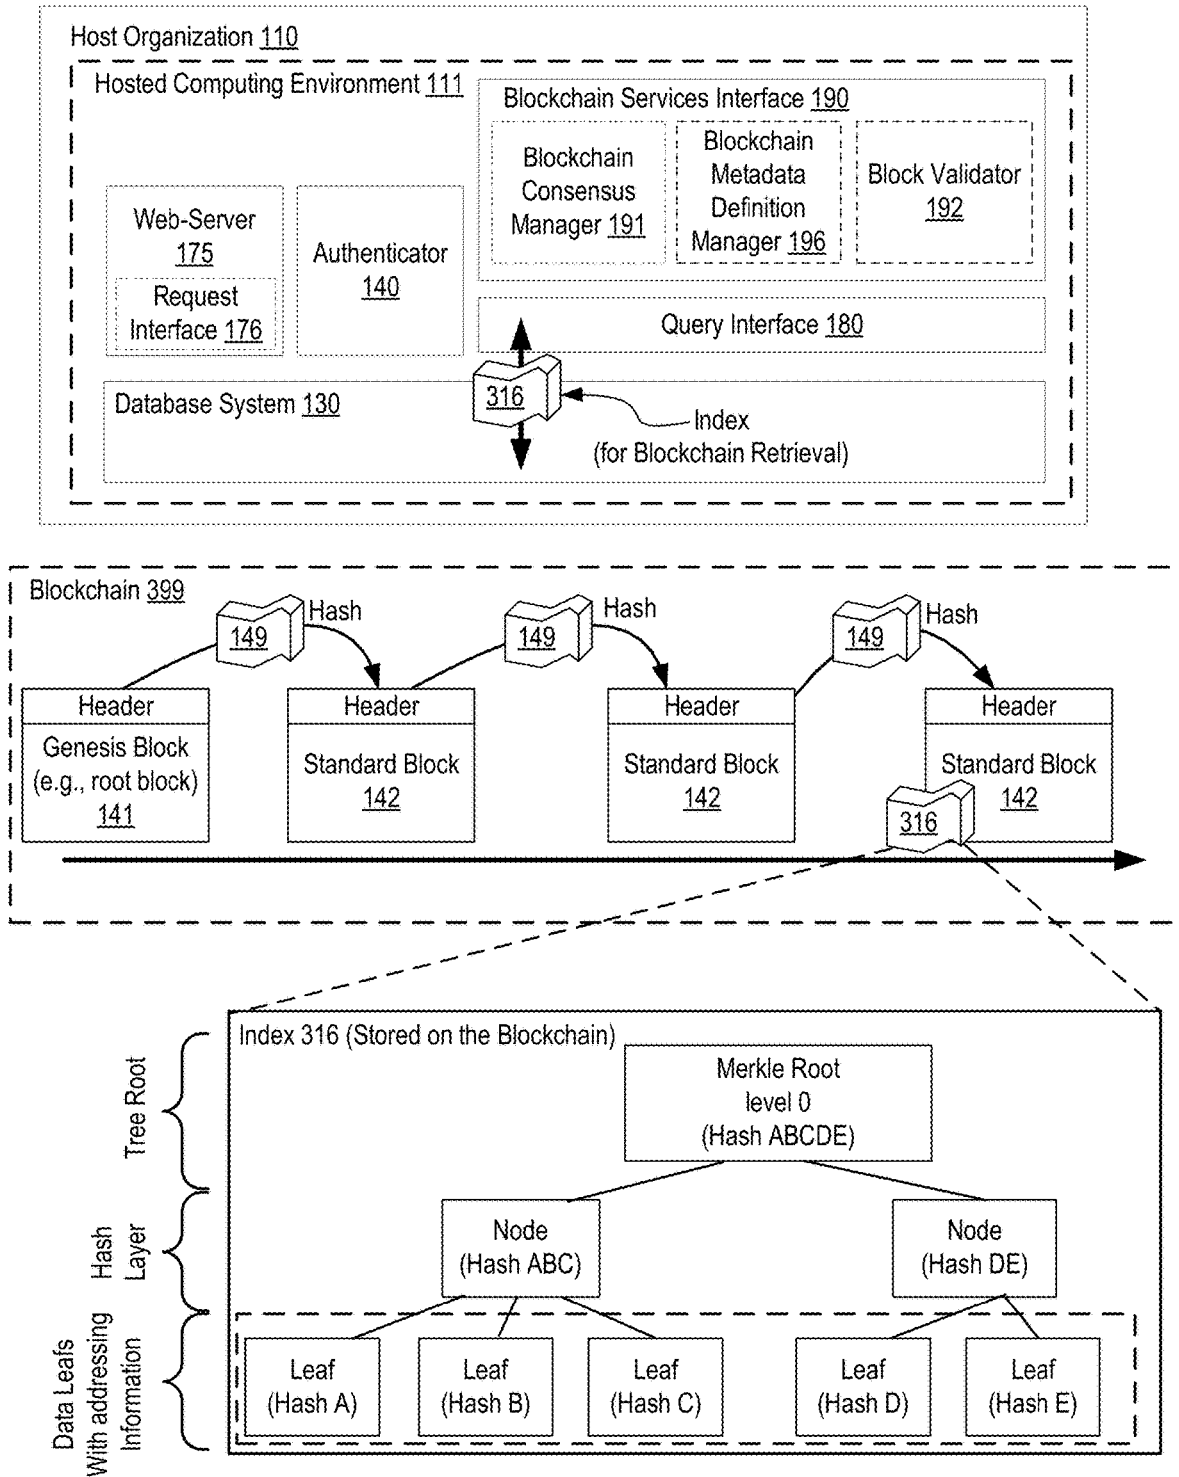 Host Organization 110
Hosted Computing Environment 111
Blockchain Services Interface 190
Blockchain
Consensus
Manager 191
Blockchain
Metadata
Definition
Manager 196
Block Validator
192
Web-Server
175
Request
Interface 176
Authenticator
140
Query Interface 180
Database System 130
316
Index
(for Blockchain Retrieval)
Blockchain 399
149
Hash
149
Hash
149
Hash
Header
Genesis Block
(e.g., root block)
141
Header
Standard Block
142
Header
Standard Block
142
Header
Standard Block
142
316
Index 316 (Stored on the Blockchain)
Tree Root
Merkle Root
level 0
(Hash ABCDE)
Hash
Layer
Node
(Hash ABC)
Node
(Hash DE)
Data Leafs
With addressing
Information
Leaf
(Hash A)
Leaf
(Hash B)
Leaf
(Hash C)
Leaf
(Hash D)
Leaf
(Hash E)